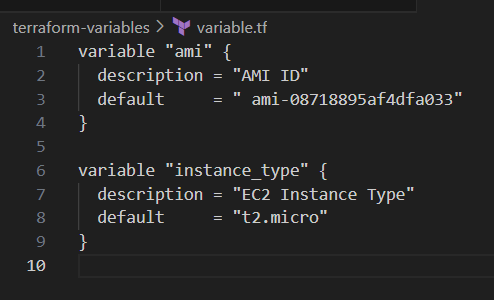 terraform-variables > variable.tf
1 variable "ami" {
2   description = "AMI ID"
3   default     = " ami-08718895af4dfa033"
4 }
5
6 variable "instance_type" {
7   description = "EC2 Instance Type"
8   default     = "t2.micro"
9 }
10